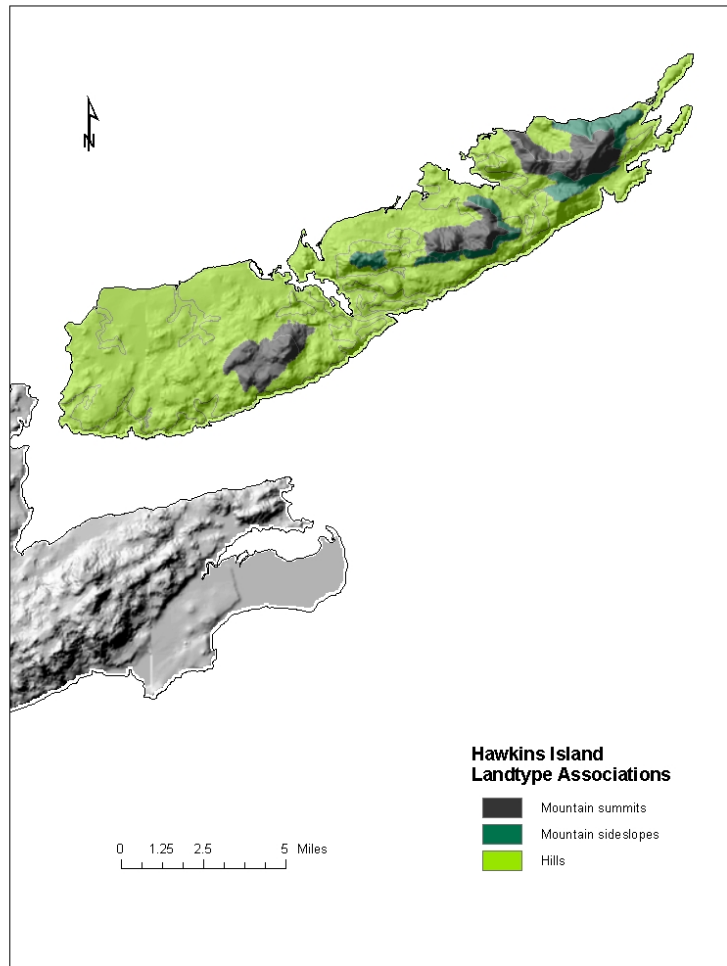 N
Hawkins Island
Landtype Associations
Mountain summits
Mountain sideslopes
Hills
0 1.25 2.5 5 Miles